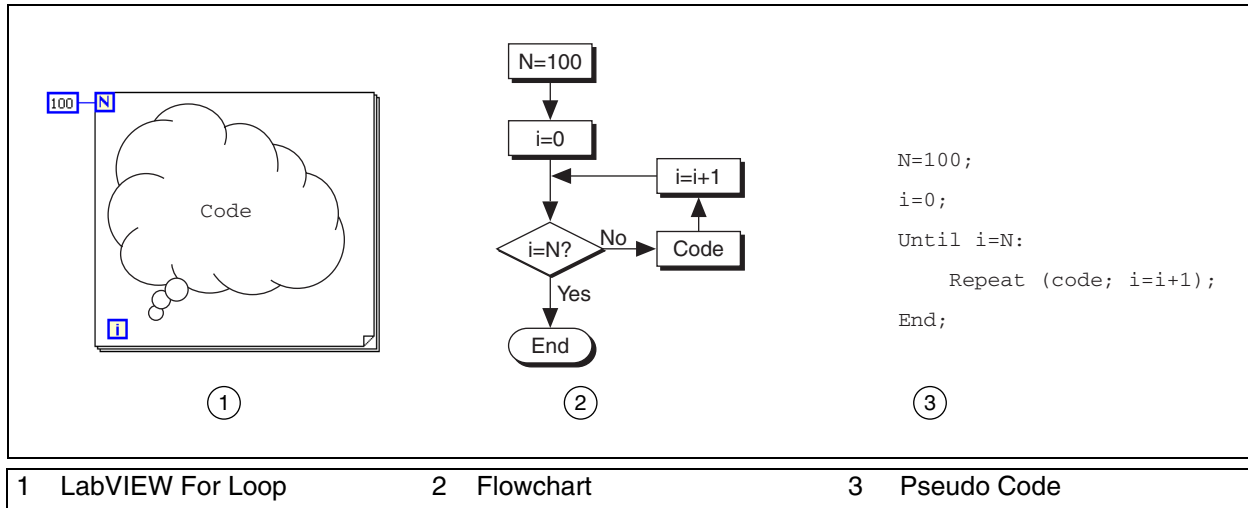 100
N
Code
i
1
N=100
i=0
i=i+1
i=N?
No
Code
Yes
End
2
N=100;
i=0;
Until i=N:
Repeat (code; i=i+1);
End;
3
1 LabVIEW For Loop 2 Flowchart 3 Pseudo Code